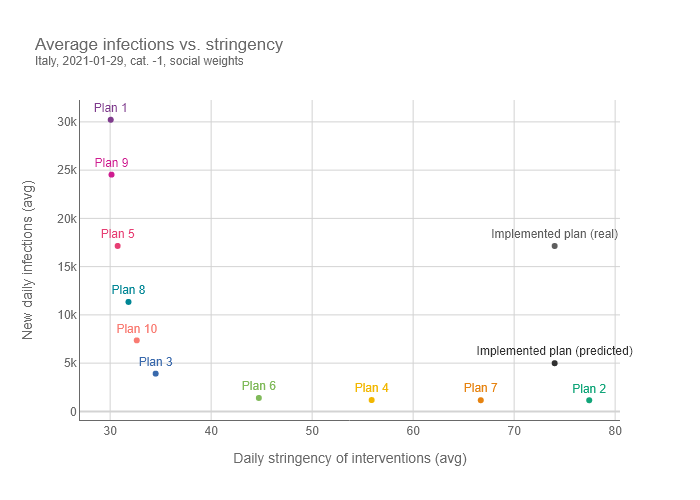 Average infections vs. stringency
Italy, 2021-01-29, cat. -1, social weights
Plan 1
30k
Plan 9
25k
Plan 5
Implemented plan (real)
20k
15k
Plan 8
10k
Plan 10
Implemented plan (predicted)
Plan 3
5k
Plan 6
Plan 4
Plan 7
Plan 2
0
30
40
50
60
70
80
New daily infections (avg)
Daily stringency of interventions (avg)